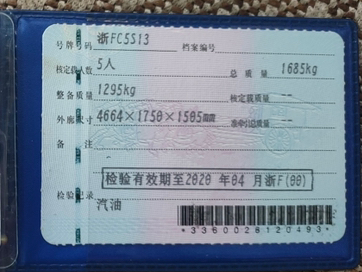 号牌号码 浙FC5S13 档案编号
核定载人数 5人 总质量 1685kg
整备质量 1295kg 核定载质量 --
外廓尺寸 4664×1750×1505mm 准牵引总质量 --
备注
检验有效期至2020年04月浙F(00)
检验记录
汽油
*3360026120493*